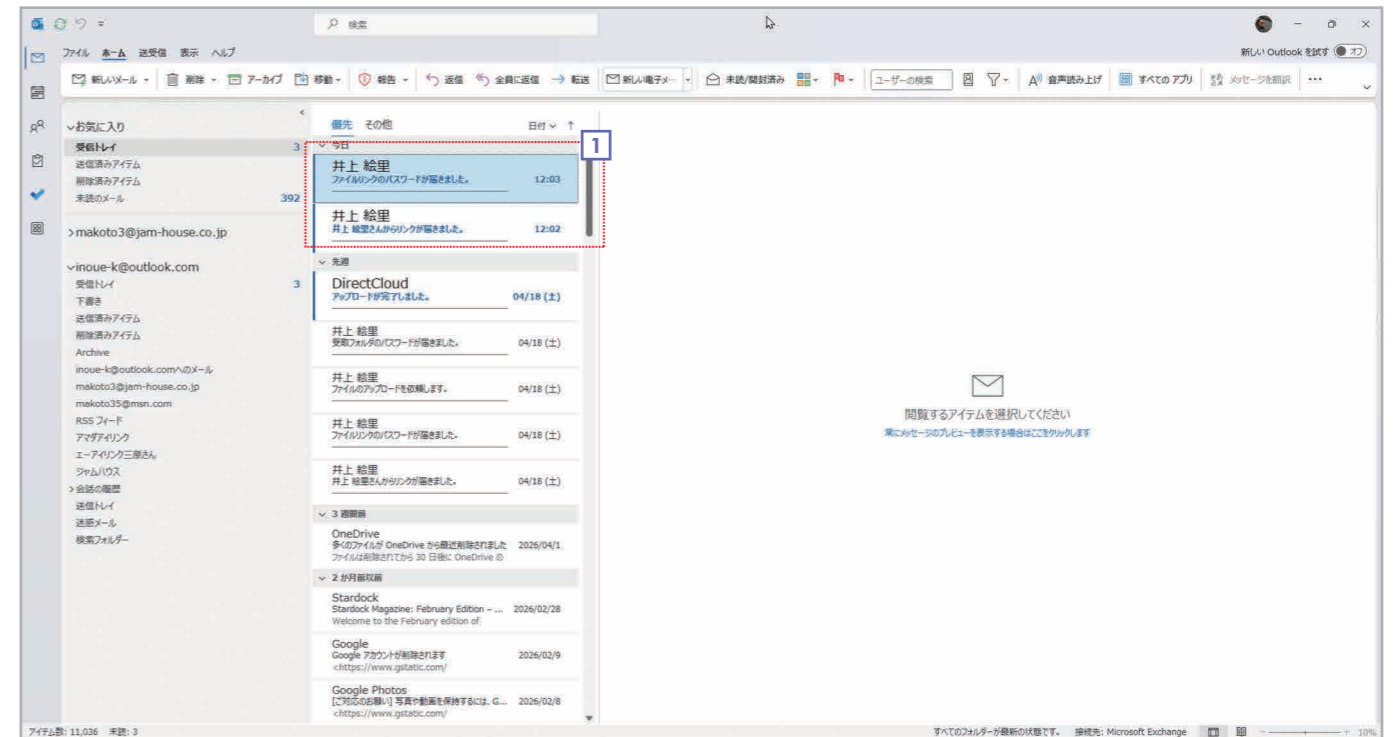 検索
ファイル ホーム 送受信 表示 ヘルプ
新しい Outlook を試す オフ
新しいメール 削除 アーカイブ 移動 報告 返信 全員に返信 転送 新しい電子メ… 未読/開封済み ユーザーの検索 音声読み上げ すべてのアプリ メッセージを翻訳 …
お気に入り
受信トレイ 3
送信済みアイテム
削除済みアイテム
未読のメール 392
makoto3@jam-house.co.jp
inoue-k@outlook.com
受信トレイ 3
下書き
送信済みアイテム
削除済みアイテム
Archive
inoue-k@outlook.comへのメール
makoto3@jam-house.co.jp
makoto35@msn.com
RSS フィード
アマダアイリンク
エーアイリンク三原さん
ジャムハウス
会話の履歴
送信トレイ
迷惑メール
検索フォルダー
優先 その他 日付 ↑
1
今日
井上 絵里
ファイルリンクのパスワードが届きました。 12:03
井上 絵里
井上 絵里さんからリンクが届きました。 12:02
先週
DirectCloud
アップロードが完了しました。 04/18 (土)
井上 絵里
受取フォルダのパスワードが届きました。 04/18 (土)
井上 絵里
ファイルのアップロードを依頼します。 04/18 (土)
井上 絵里
ファイルリンクのパスワードが届きました。 04/18 (土)
井上 絵里
井上 絵里さんからリンクが届きました。 04/18 (土)
3 週間前
OneDrive
多くのファイルが OneDrive から最近削除されました 2026/04/1
ファイルは削除されてから 30 日後に OneDrive の
2 か月前以前
Stardock
Stardock Magazine: February Edition – ... 2026/02/28
Welcome to the February edition of
Google
Google アカウントが削除されます 2026/02/9
<https://www.gstatic.com/
Google Photos
[ご対応のお願い] 写真や動画を保持するには、G... 2026/02/8
<https://www.gstatic.com/
閲覧するアイテムを選択してください
常にメッセージのプレビューを表示する場合はここをクリックします
アイテム数: 11,036 未読: 3
すべてのフォルダーが最新の状態です。 接続先: Microsoft Exchange 10%